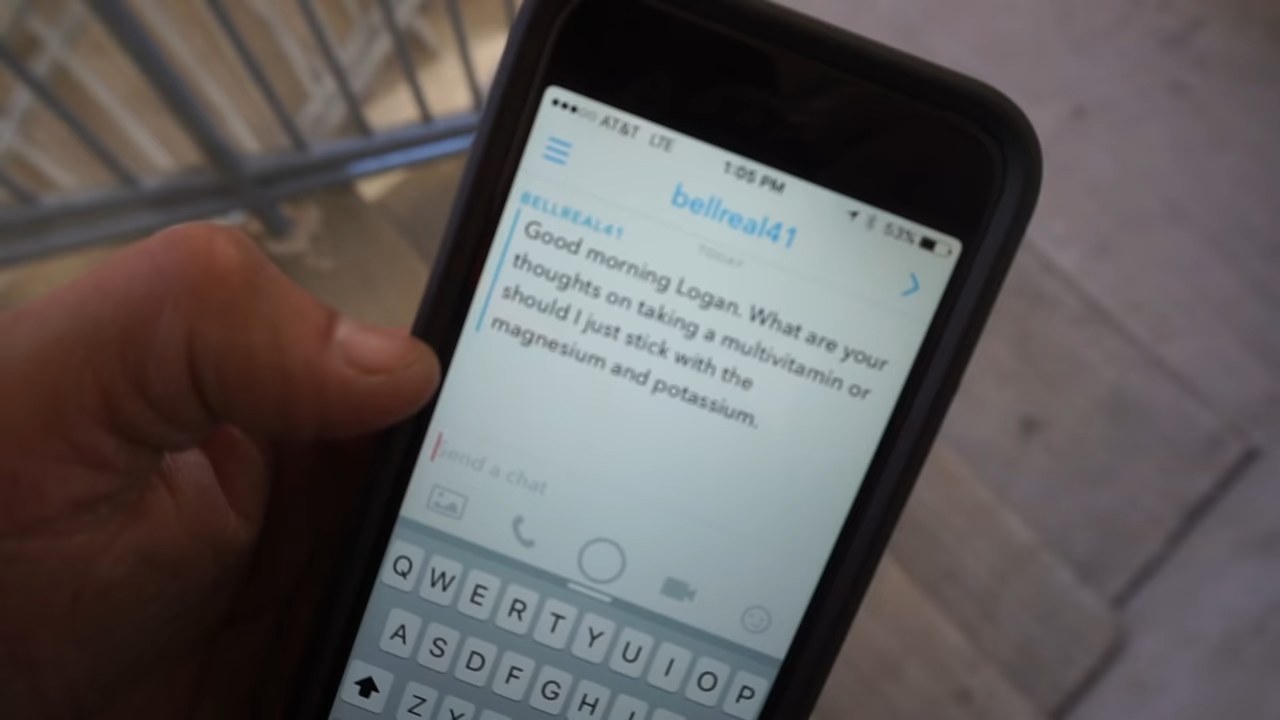 AT&T LTE 1:05 PM 53%
bellreal41
TODAY
BELLREAL41
Good morning Logan. What are your
thoughts on taking a multivitamin or
should I just stick with the
magnesium and potassium.
Send a chat
Q W E R T Y U I O P
A S D F G H
Z